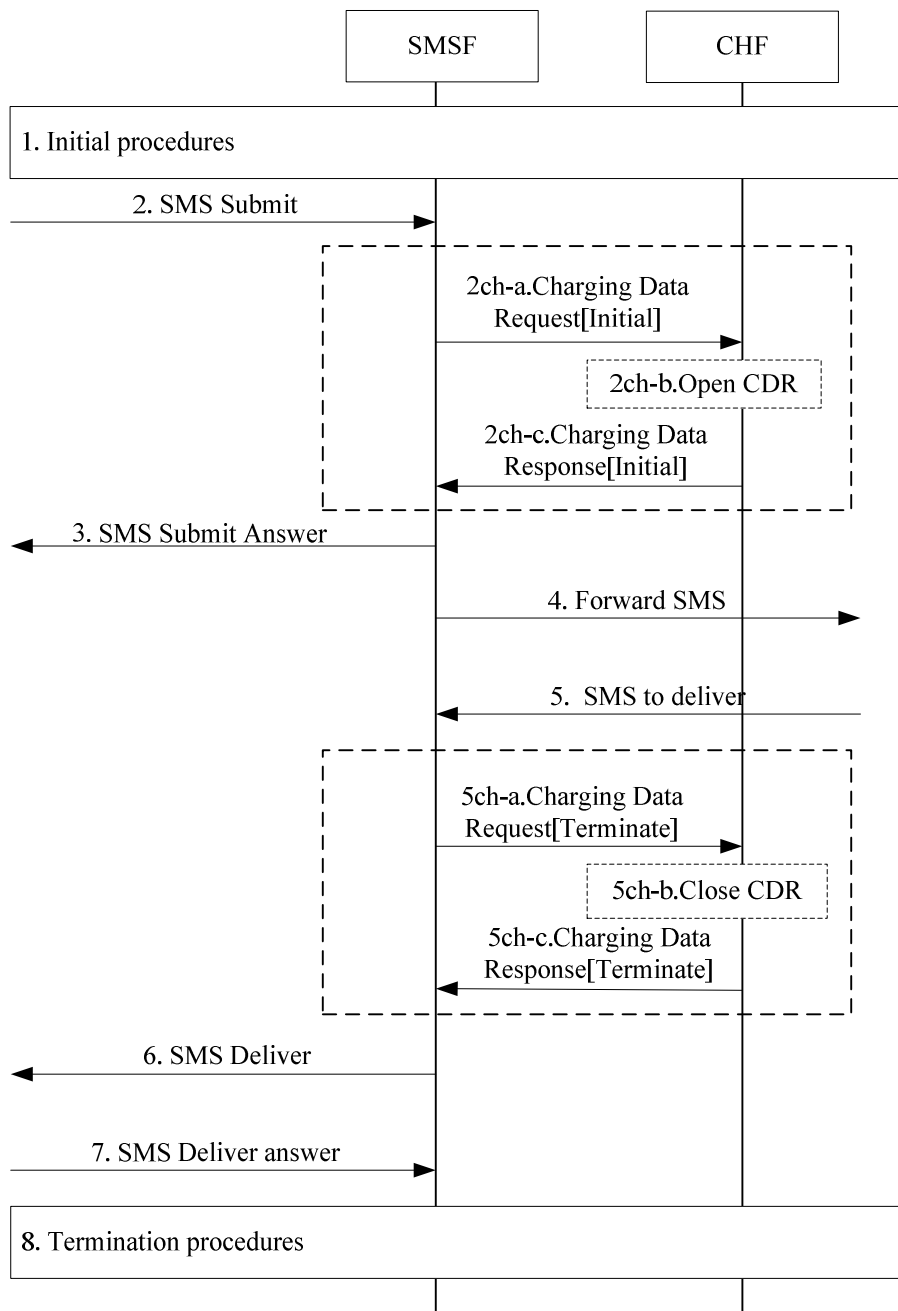 SMSF
CHF
1. Initial procedures
2. SMS Submit
2ch-a.Charging Data
Request[Initial]
2ch-b.Open CDR
2ch-c.Charging Data
Response[Initial]
3. SMS Submit Answer
4. Forward SMS
5. SMS to deliver
5ch-a.Charging Data
Request[Terminate]
5ch-b.Close CDR
5ch-c.Charging Data
Response[Terminate]
6. SMS Deliver
7. SMS Deliver answer
8. Termination procedures